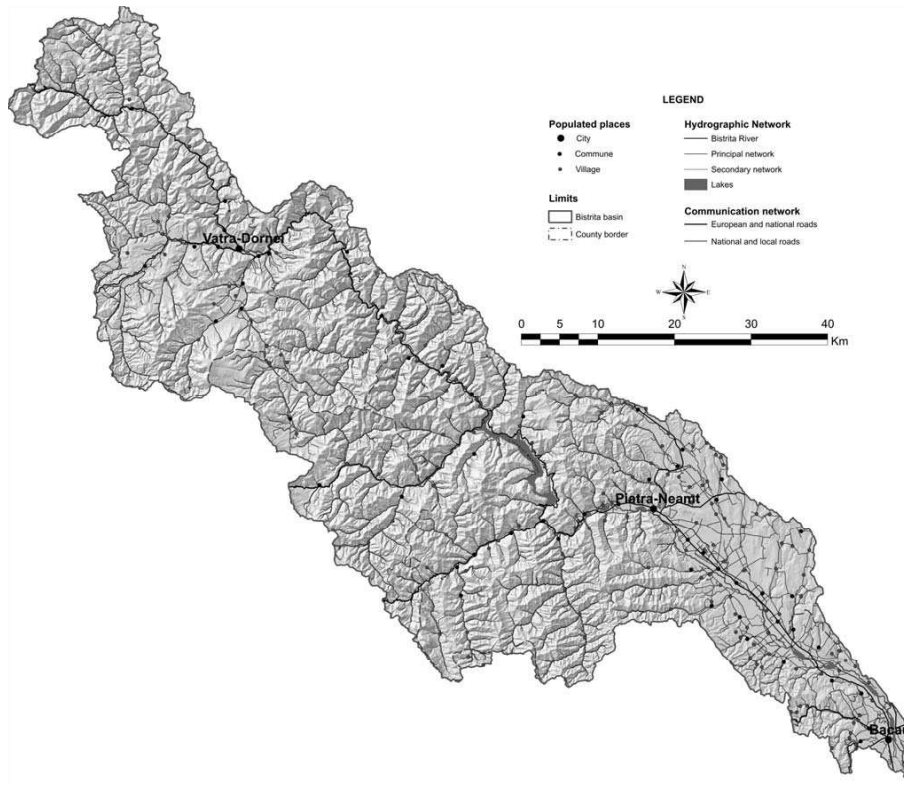 LEGEND
Populated places
City
Commune
Village
Limits
Bistrita basin
County border
Hydrographic Network
Bistrita River
Principal network
Secondary network
Lakes
Communication network
European and national roads
National and local roads
N
W E
S
0 5 10 20 30 40
Km
Vatra-Dornei
Piatra-Neamt
Bacau